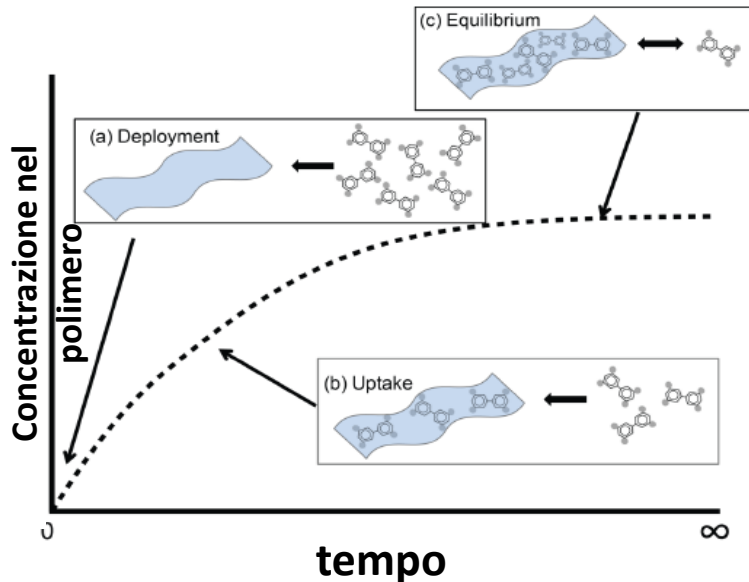 (c) Equilibrium
(a) Deployment
Concentrazione nel
polimero
(b) Uptake
0
∞
tempo